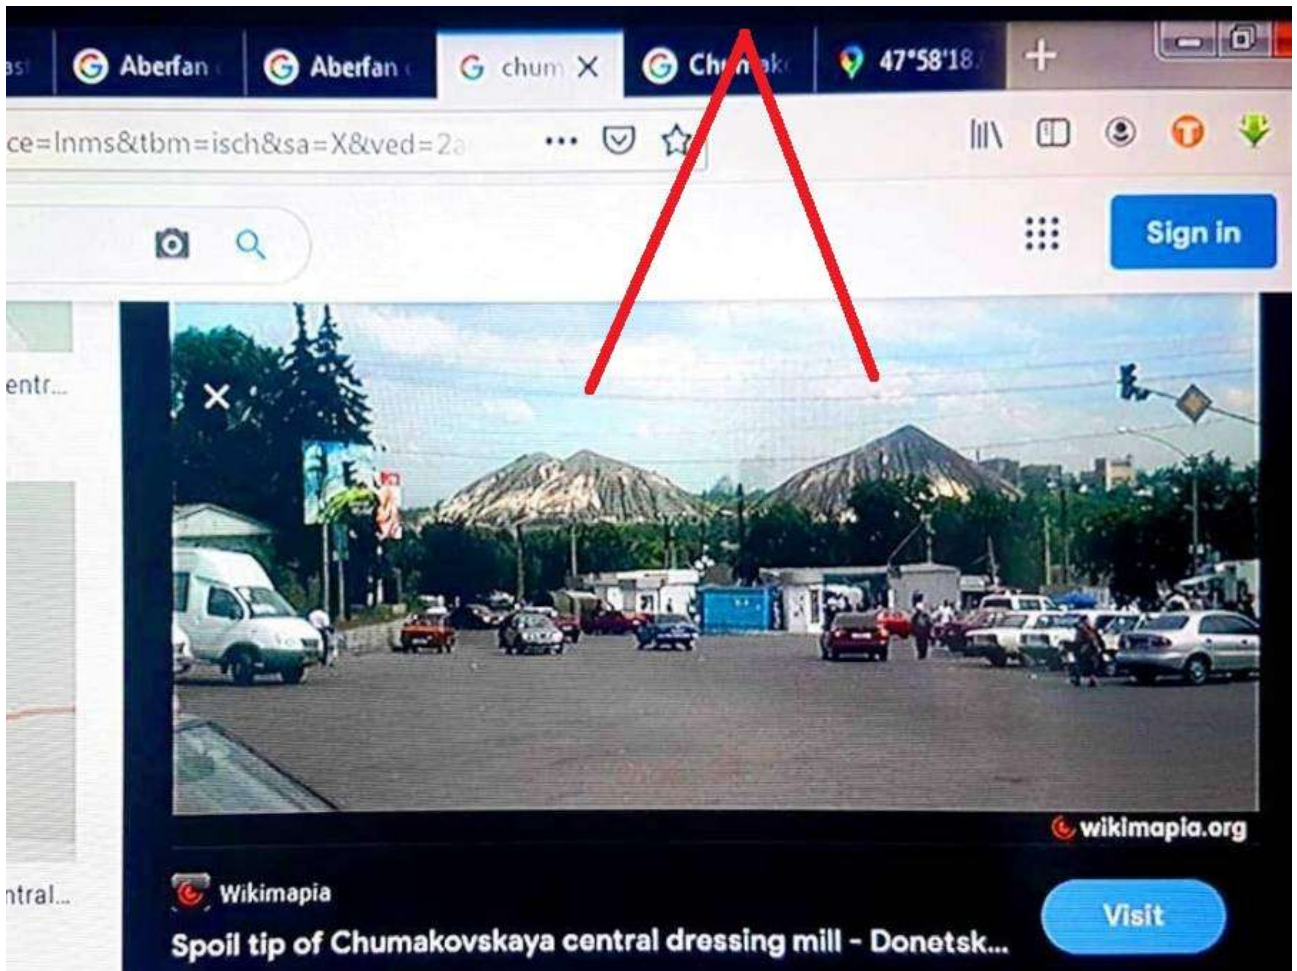 Aberfan Aberfan chum Chumak 47°58'18.
ce=lnms&tbm=isch&sa=X&ved=2a
Sign in
entr...
wikimapia.org
ntral...
Wikimapia
Visit
Spoil tip of Chumakovskaya central dressing mill - Donetsk...